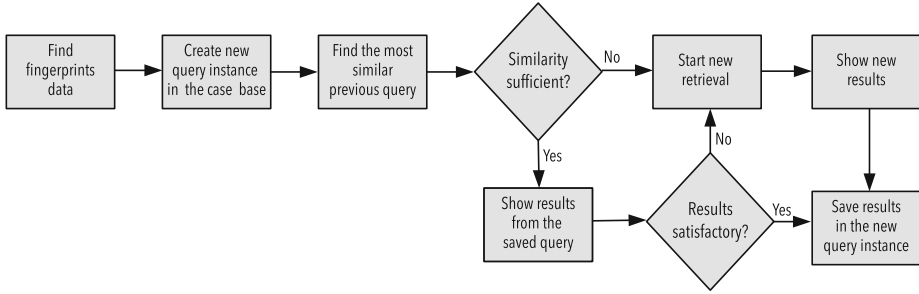 Find
fingerprints
data
Create new
query instance
in the case base
Find the most
similar
previous query
Similarity
sufficient?
No
Start new
retrieval
Show new
results
Yes
Show results
from the
saved query
Results
satisfactory?
No
Yes
Save results
in the new
query instance